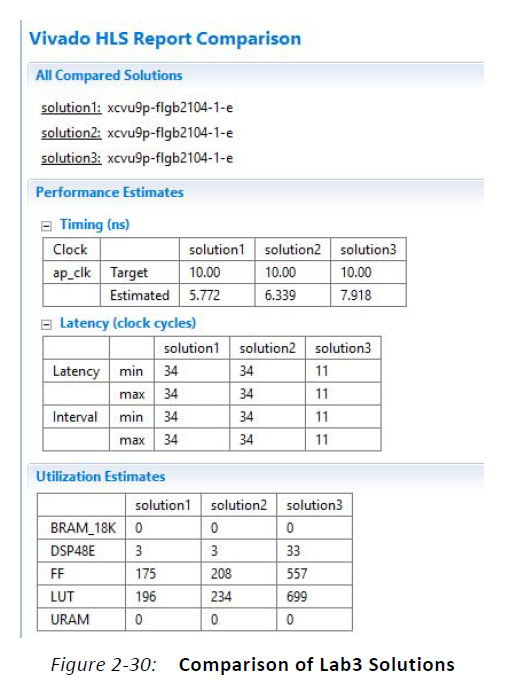 Vivado HLS Report Comparison
All Compared Solutions
solution1: xcvu9p-flgb2104-1-e
solution2: xcvu9p-flgb2104-1-e
solution3: xcvu9p-flgb2104-1-e
Performance Estimates
Timing (ns)
Clock solution1 solution2 solution3
ap_clk Target 10.00 10.00 10.00
Estimated 5.772 6.339 7.918
Latency (clock cycles)
solution1 solution2 solution3
Latency min 34 34 11
max 34 34 11
Interval min 34 34 11
max 34 34 11
Utilization Estimates
solution1 solution2 solution3
BRAM_18K 0 0 0
DSP48E 3 3 33
FF 175 208 557
LUT 196 234 699
URAM 0 0 0
Figure 2-30: Comparison of Lab3 Solutions